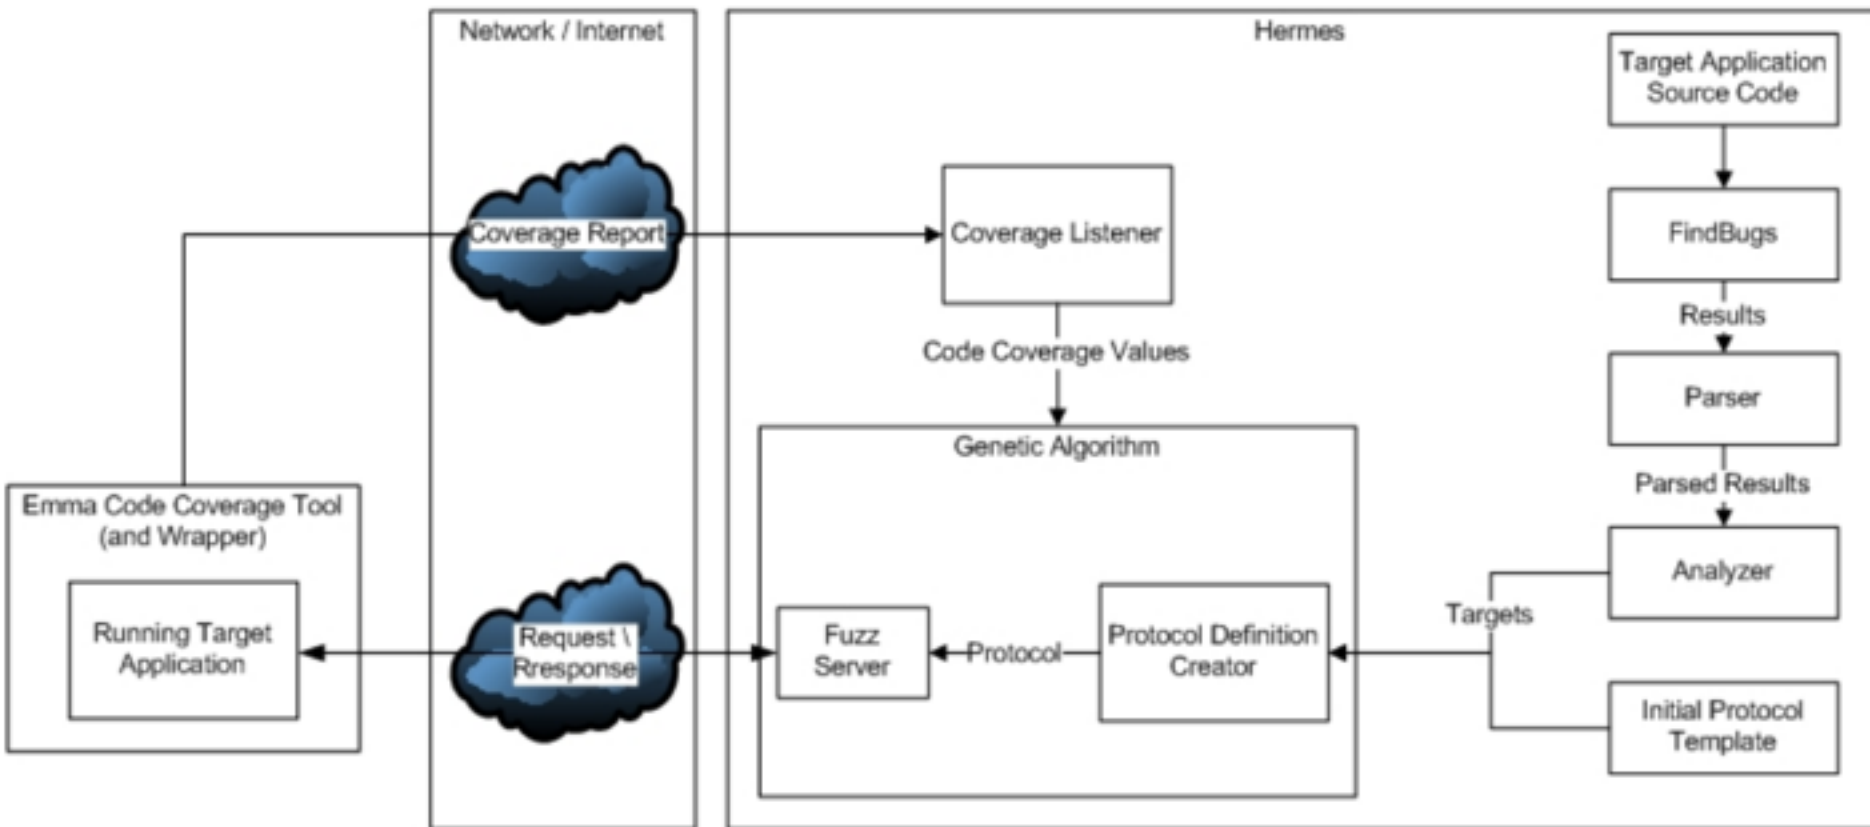 Network / Internet
Hermes
Target Application
Source Code
Coverage Report
Coverage Listener
FindBugs
Results
Code Coverage Values
Parser
Genetic Algorithm
Parsed Results
Emma Code Coverage Tool
(and Wrapper)
Analyzer
Targets
Running Target
Application
Request \
Rresponse
Fuzz
Server
Protocol
Protocol Definition
Creator
Initial Protocol
Template